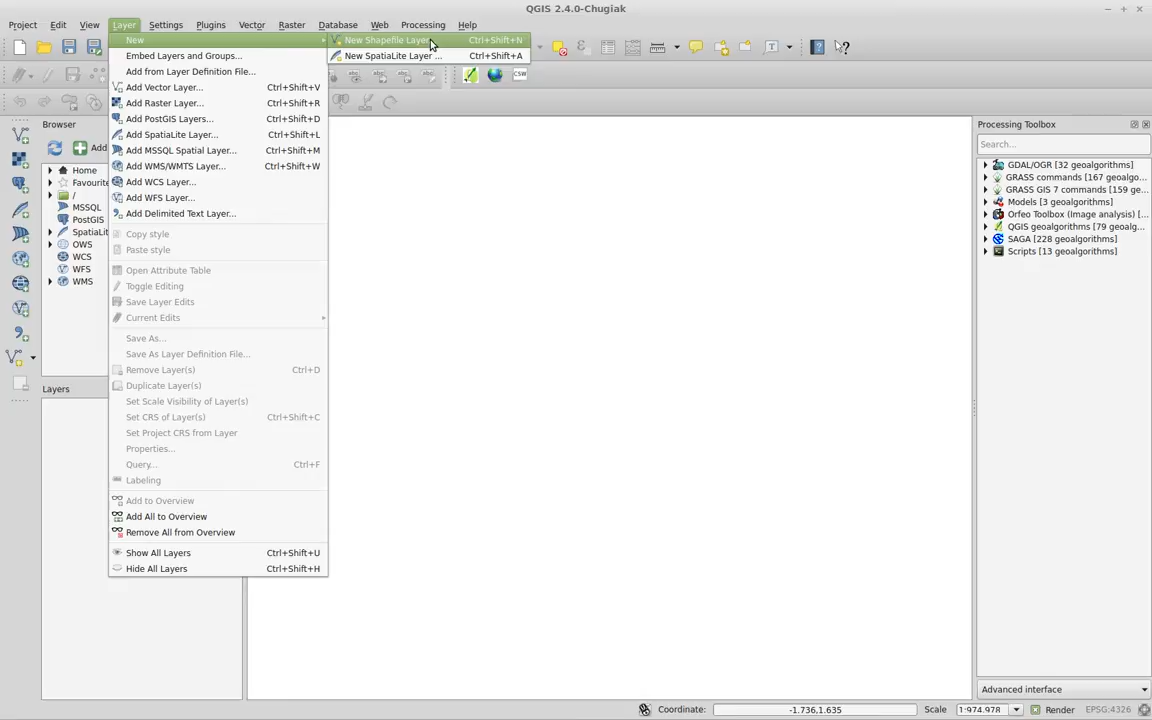 QGIS 2.4.0-Chugiak
Project Edit View Layer Settings Plugins Vector Raster Database Web Processing Help
New
New Shapefile Layer Ctrl+Shift+N
New SpatiaLite Layer ... Ctrl+Shift+A
Embed Layers and Groups...
Add from Layer Definition File...
Add Vector Layer... Ctrl+Shift+V
Add Raster Layer... Ctrl+Shift+R
Add PostGIS Layers... Ctrl+Shift+D
Add SpatiaLite Layer... Ctrl+Shift+L
Add MSSQL Spatial Layer... Ctrl+Shift+M
Add WMS/WMTS Layer... Ctrl+Shift+W
Add WCS Layer...
Add WFS Layer...
Add Delimited Text Layer...
Copy style
Paste style
Open Attribute Table
Toggle Editing
Save Layer Edits
Current Edits
Save As...
Save As Layer Definition File...
Remove Layer(s) Ctrl+D
Duplicate Layer(s)
Set Scale Visibility of Layer(s)
Set CRS of Layer(s) Ctrl+Shift+C
Set Project CRS from Layer
Properties...
Query... Ctrl+F
Labeling
Add to Overview
Add All to Overview
Remove All from Overview
Show All Layers Ctrl+Shift+U
Hide All Layers Ctrl+Shift+H
CSW
Browser
Add
Home
Favourite
/
MSSQL
PostGIS
SpatiaLit
OWS
WCS
WFS
WMS
Layers
Processing Toolbox
Search...
GDAL/OGR [32 geoalgorithms]
GRASS commands [167 geoalgo...
GRASS GIS 7 commands [159 ge...
Models [3 geoalgorithms]
Orfeo Toolbox (Image analysis) [...
QGIS geoalgorithms [79 geoalg...
SAGA [228 geoalgorithms]
Scripts [13 geoalgorithms]
Advanced interface
Coordinate: -1.736,1.635 Scale 1:974.978 Render EPSG:4326